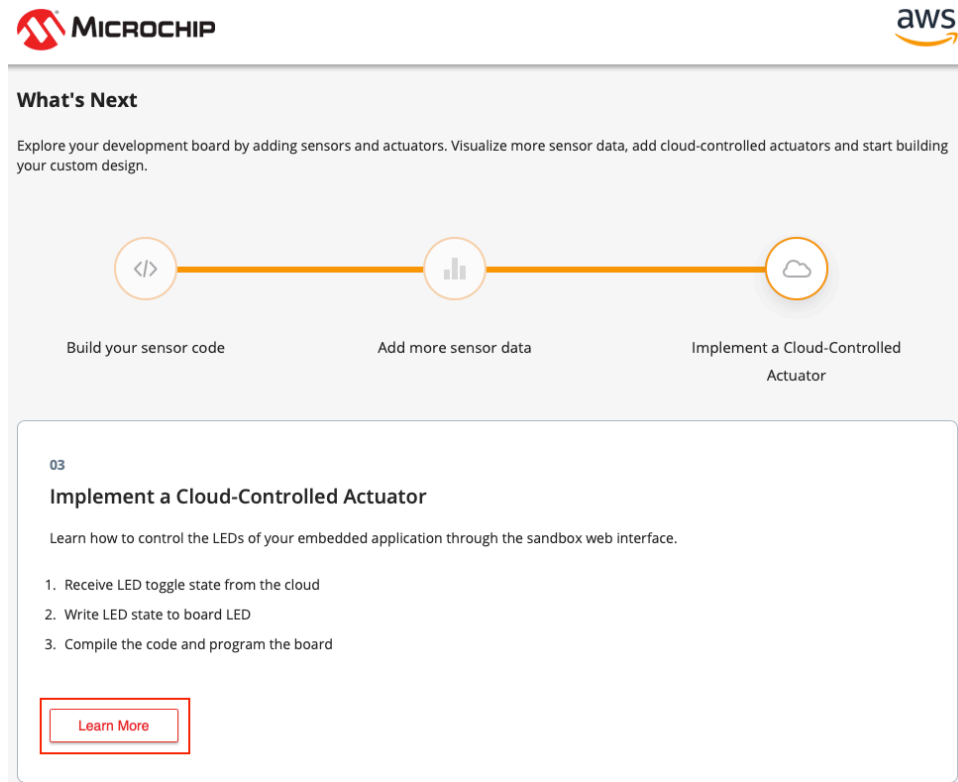 MICROCHIP
aws
What's Next
Explore your development board by adding sensors and actuators. Visualize more sensor data, add cloud-controlled actuators and start building
your custom design.
</>
Build your sensor code
Add more sensor data
Implement a Cloud-Controlled
Actuator
03
Implement a Cloud-Controlled Actuator
Learn how to control the LEDs of your embedded application through the sandbox web interface.
1. Receive LED toggle state from the cloud
2. Write LED state to board LED
3. Compile the code and program the board
Learn More